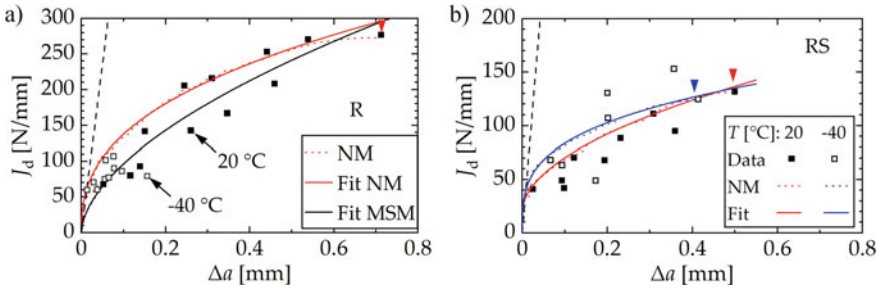 a)
300
250
200
150
100
50
0
J_d [N/mm]
0
0.2
0.4
0.6
0.8
Δa [mm]
R
20 °C
-40 °C
NM
Fit NM
Fit MSM
b)
200
150
100
50
0
J_d [N/mm]
0
0.2
0.4
0.6
0.8
Δa [mm]
RS
T [°C]: 20 -40
Data
NM
Fit